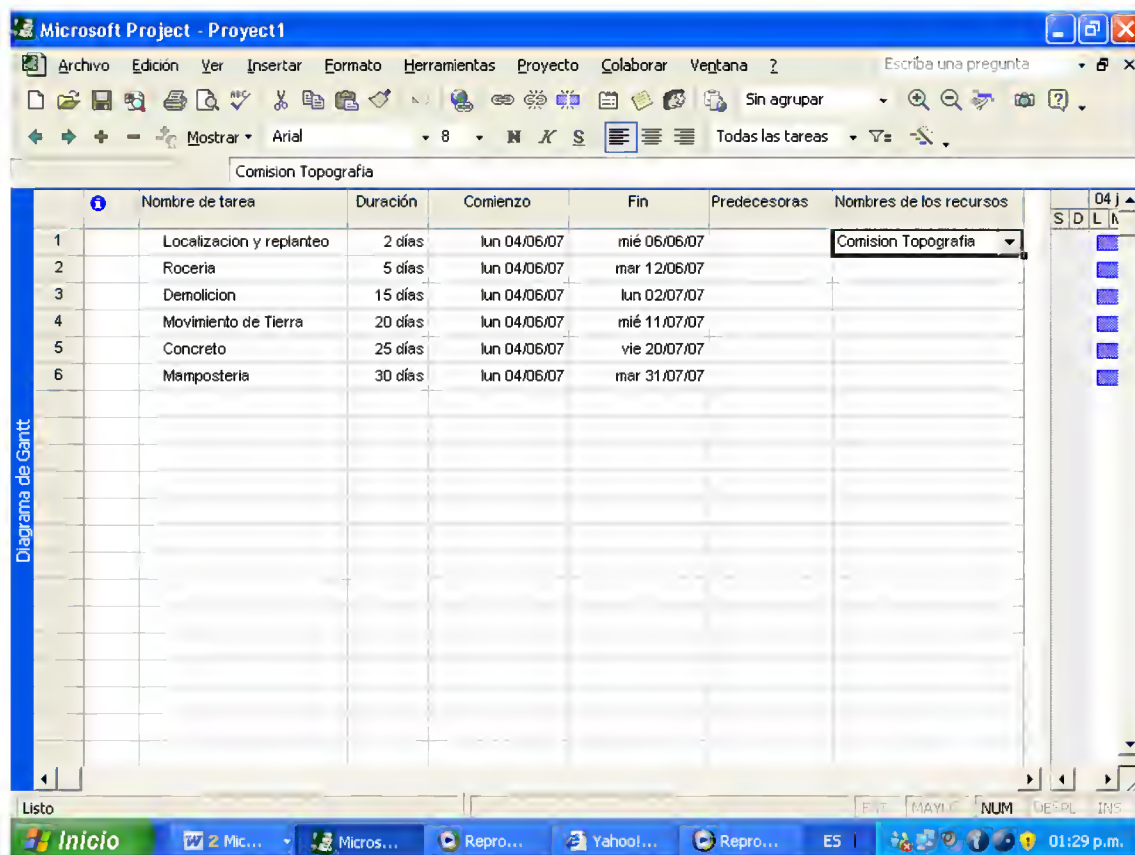 Microsoft Project - Proyect1
Archivo Edición Ver Insertar Formato Herramientas Proyecto Colaborar Ventana ? Escriba una pregunta
Sin agrupar
Mostrar Arial 8 N K S Todas las tareas
Comision Topografia
Nombre de tarea Duración Comienzo Fin Predecesoras Nombres de los recursos 04 j
S D L
1 Localizacion y replanteo 2 días lun 04/06/07 mié 06/06/07 Comision Topografia
2 Roceria 5 días lun 04/06/07 mar 12/06/07
3 Demolicion 15 días lun 04/06/07 lun 02/07/07
4 Movimiento de Tierra 20 días lun 04/06/07 mié 11/07/07
5 Concreto 25 días lun 04/06/07 vie 20/07/07
6 Mamposteria 30 días lun 04/06/07 mar 31/07/07
Diagrama de Gantt
Listo NUM INS
Inicio 2 Mic... Micros... Repro... Yahoo!... Repro... ES 01:29 p.m.